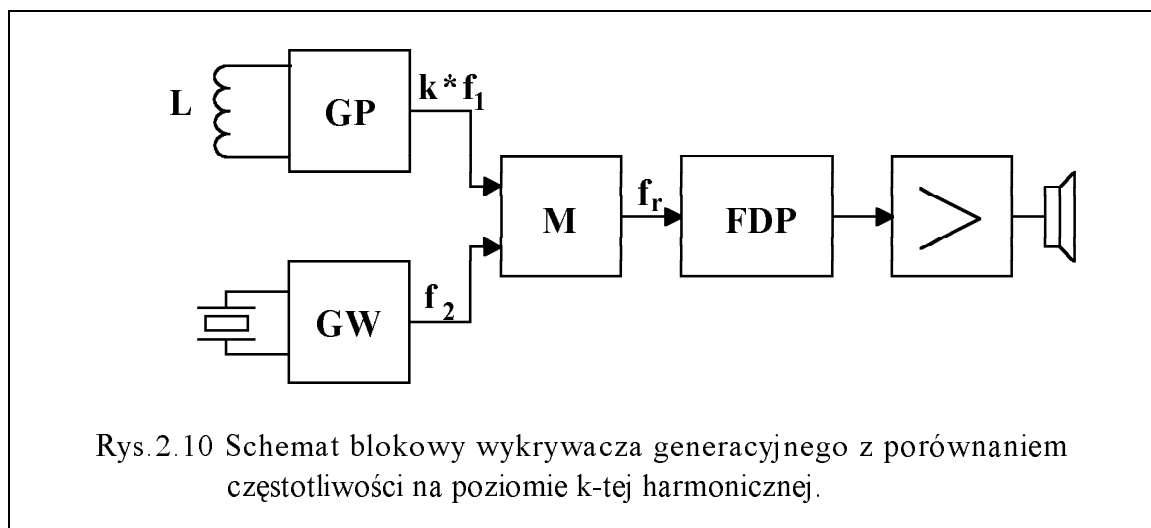 L
GP
k*f₁
M
fᵣ
FDP
GW
f₂
Rys.2.10 Schemat blokowy wykrywacza generacyjnego z porównaniem
częstotliwości na poziomie k-tej harmonicznej.